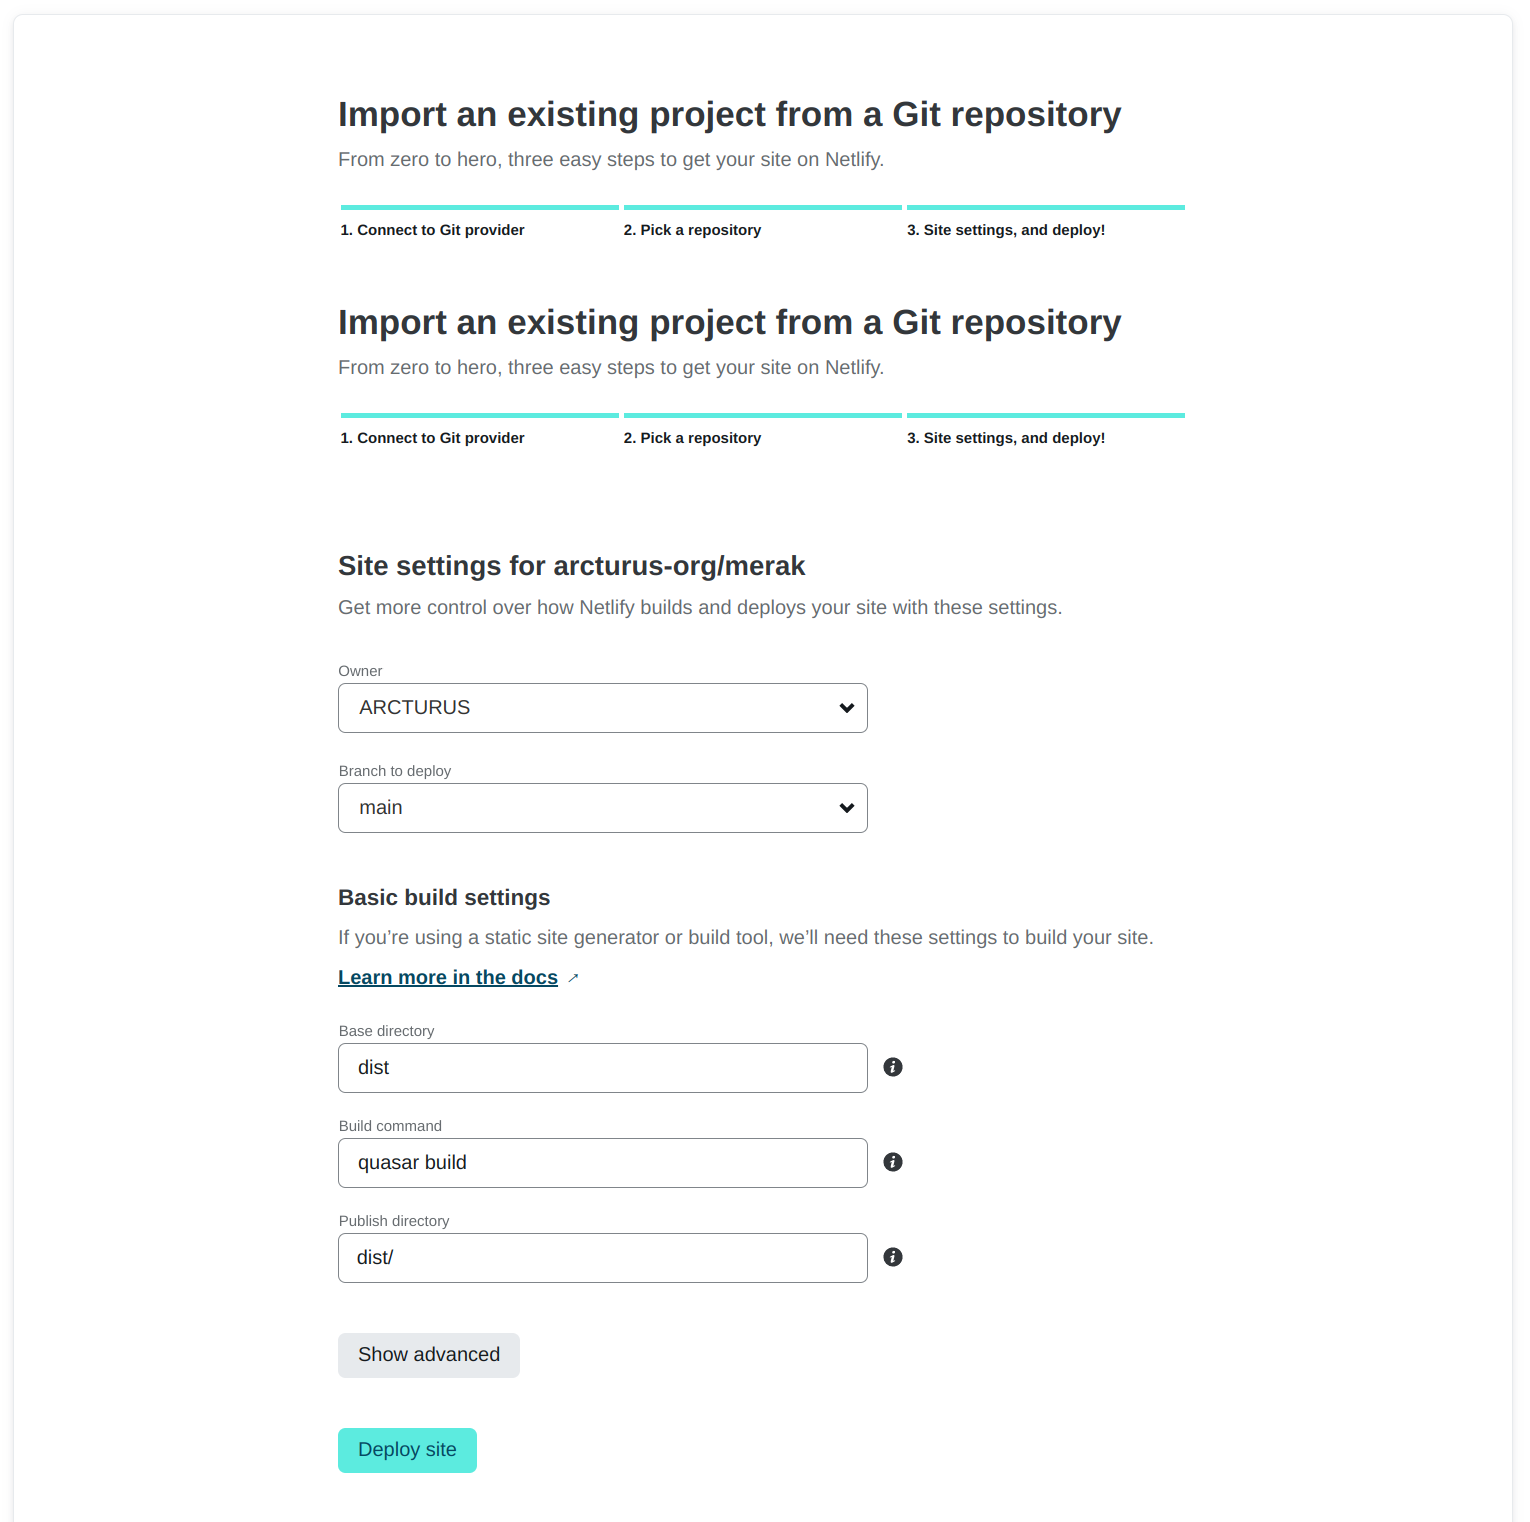 Import an existing project from a Git repository
From zero to hero, three easy steps to get your site on Netlify.
1. Connect to Git provider
2. Pick a repository
3. Site settings, and deploy!
Import an existing project from a Git repository
From zero to hero, three easy steps to get your site on Netlify.
1. Connect to Git provider
2. Pick a repository
3. Site settings, and deploy!
Site settings for arcturus-org/merak
Get more control over how Netlify builds and deploys your site with these settings.
Owner
ARCTURUS
Branch to deploy
main
Basic build settings
If you’re using a static site generator or build tool, we’ll need these settings to build your site.
Learn more in the docs ↗
Base directory
dist
Build command
quasar build
Publish directory
dist/
Show advanced
Deploy site